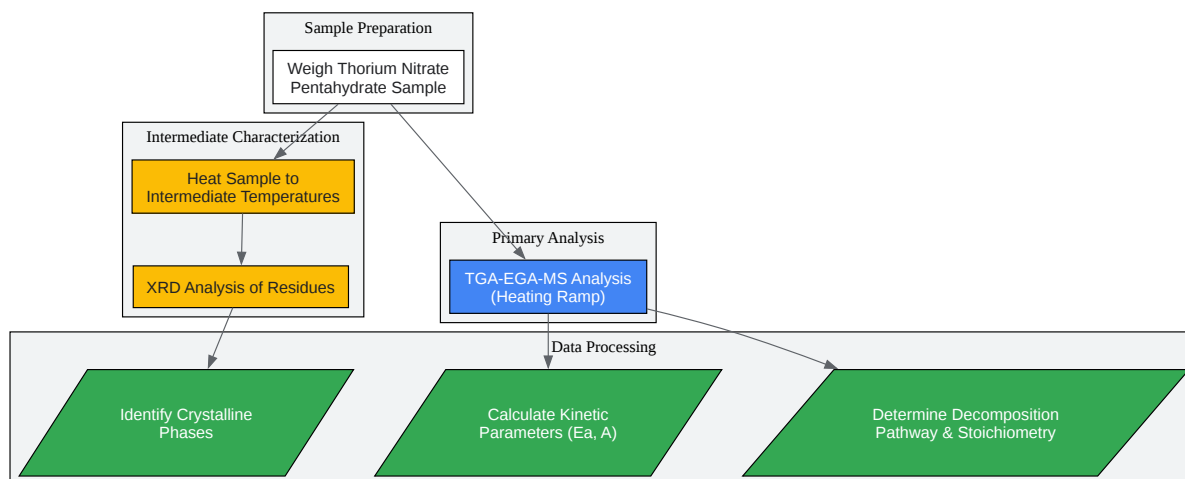 Sample Preparation
Weigh Thorium Nitrate
Pentahydrate Sample
Intermediate Characterization
Heat Sample to
Intermediate Temperatures
XRD Analysis of Residues
Primary Analysis
TGA-EGA-MS Analysis
(Heating Ramp)
Data Processing
Identify Crystalline
Phases
Calculate Kinetic
Parameters (Ea, A)
Determine Decomposition
Pathway & Stoichiometry